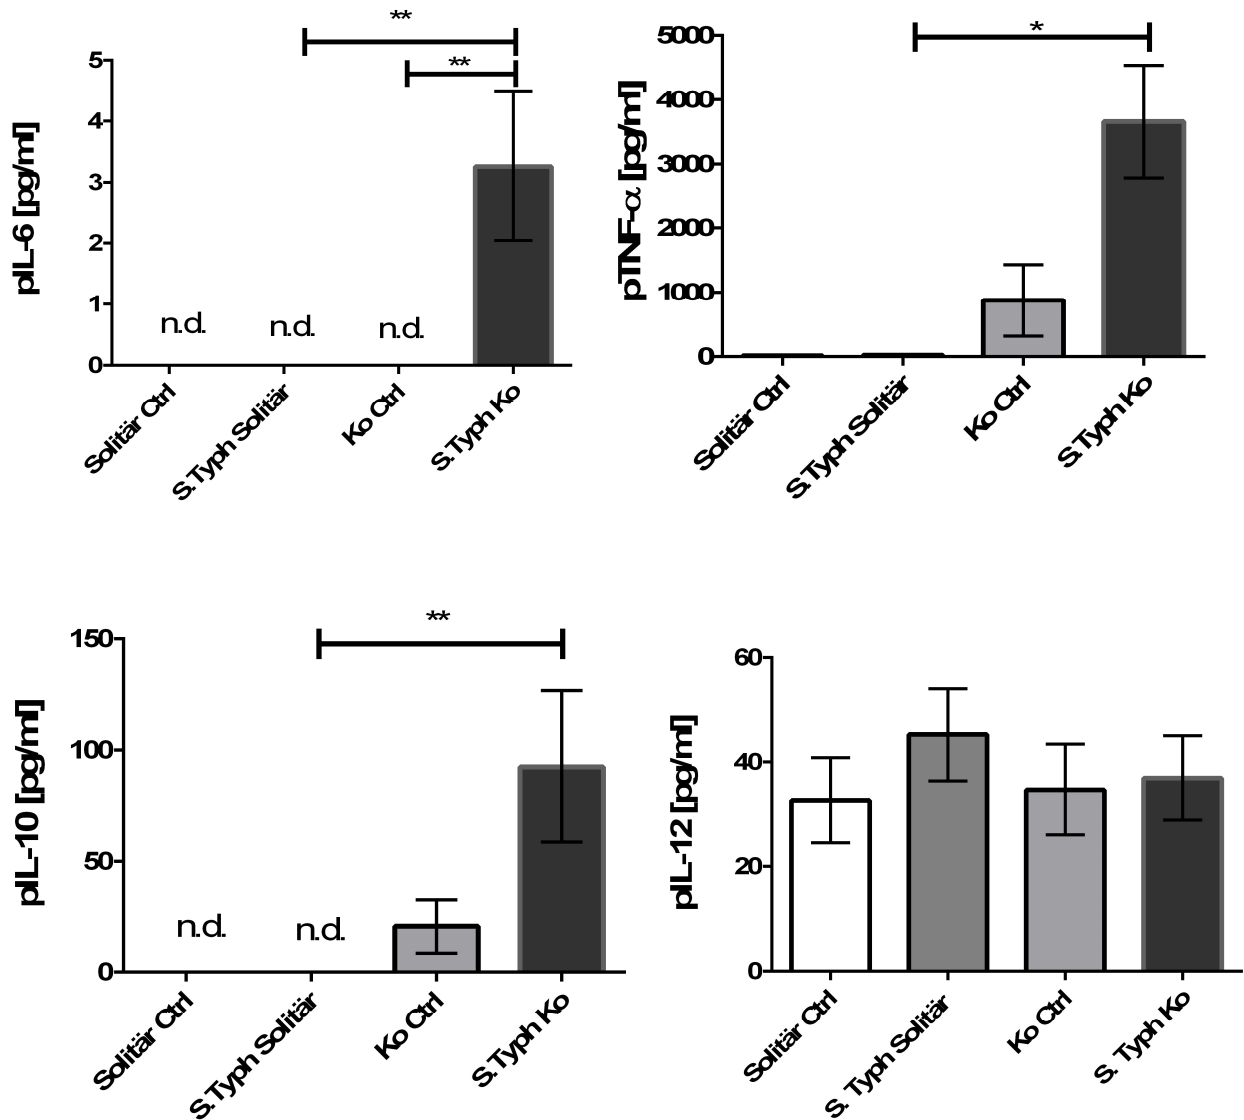 **
**
5
4
3
2
1
0
pIL-6 [pg/ml]
n.d.
n.d.
n.d.
Solitär Ctrl
S.Typh Solitär
Ko Ctrl
S.Typh Ko
*
5000
4000
3000
2000
1000
0
pTNF-α [pg/ml]
Solitär Ctrl
S.Typh Solitär
Ko Ctrl
S.Typh Ko
**
150
100
50
0
pIL-10 [pg/ml]
n.d.
n.d.
Solitär Ctrl
S.Typh Solitär
Ko Ctrl
S.Typh Ko
60
40
20
0
pIL-12 [pg/ml]
Solitär Ctrl
S. Typh Solitär
Ko Ctrl
S. Typh Ko